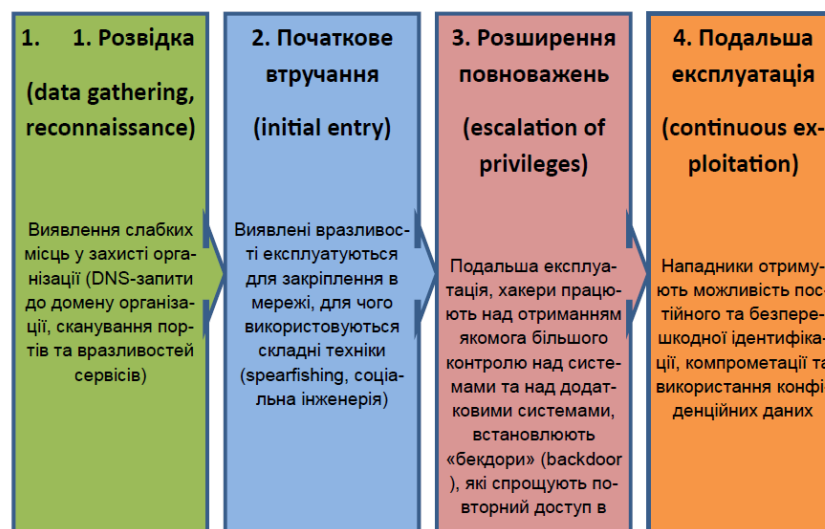 1. 1. Розвідка
(data gathering,
reconnaissance)
Виявлення слабких
місць у захисті орга-
нізації (DNS-запити
до домену організа-
ції, сканування пор-
тів та вразливостей
сервісів)
2. Початкове
втручання
(initial entry)
Виявлені вразливос-
ті експлуатуються
для закріплення в
мережі, для чого
використовуються
складні техніки
(spearfishing, соціа-
льна інженерія)
3. Розширення
повноважень
(escalation of
privileges)
Подальша експлуа-
тація, хакери працю-
ють над отриманням
якомога більшого
контролю над систе-
мами та над додат-
ковими системами,
встановлюють
«бекдори» (backdoor
), які спрощують по-
вторний доступ в
4. Подальша
експлуатація
(continuous ex-
ploitation)
Нападники отриму-
ють можливість пос-
тійного та безпере-
шкодної ідентифіка-
ції, компрометації та
використання конфі-
денційних даних